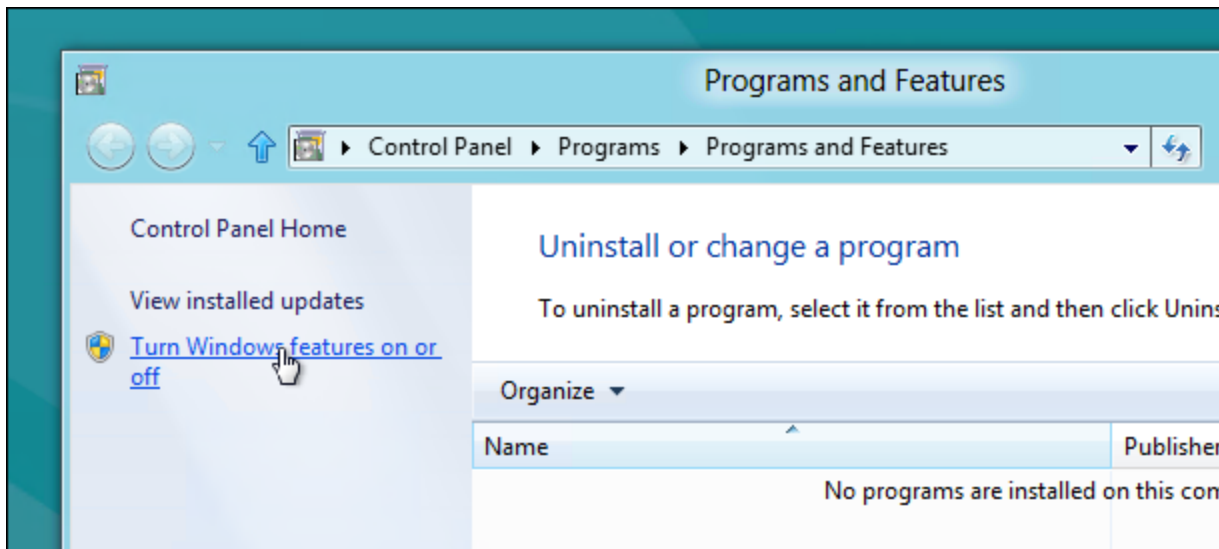 Programs and Features
Control Panel Programs Programs and Features
Control Panel Home
View installed updates
Turn Windows features on or
off
Uninstall or change a program
To uninstall a program, select it from the list and then click Unins
Organize
Name
Publisher
No programs are installed on this com